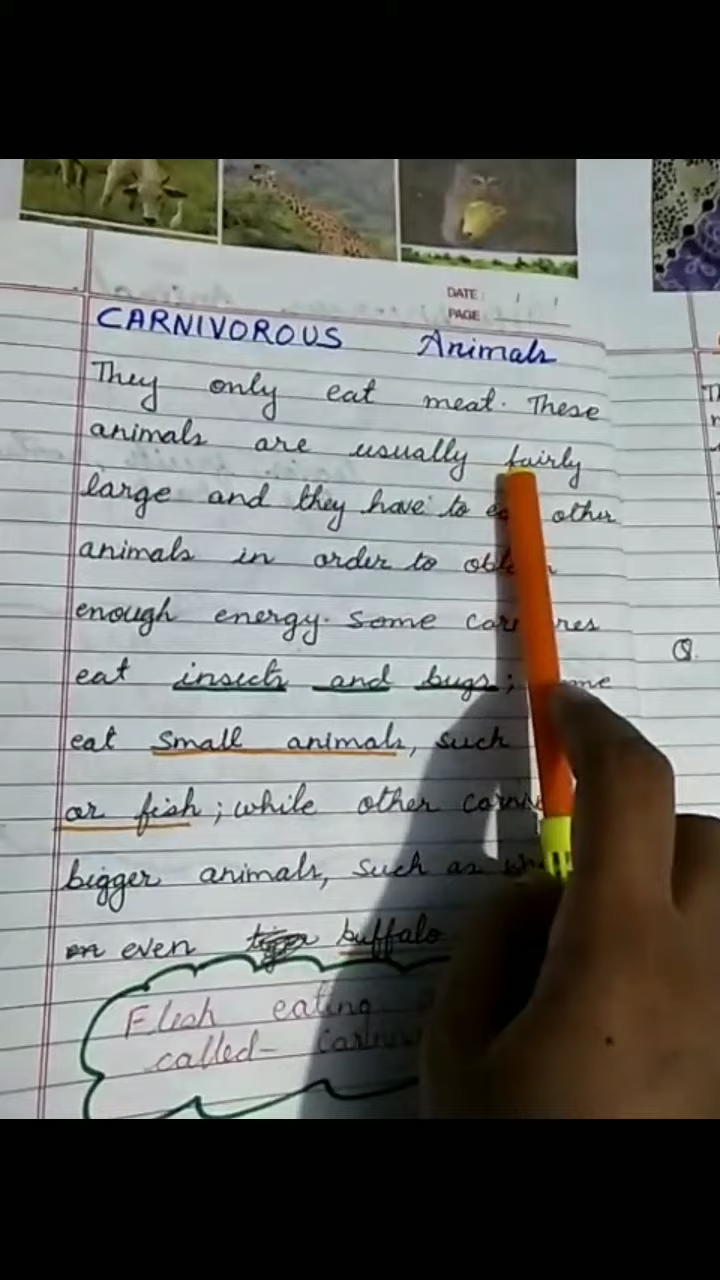 DATE :
PAGE
CARNIVOROUS Animals
They only eat meat. These
animals are usually fairly
large and they have to other
animals in order to
enough energy. Some
eat insects and bugs;
eat small animals, such
or fish; while other
bigger animals, such as
even buffalo
Flesh eating
called-
Q.